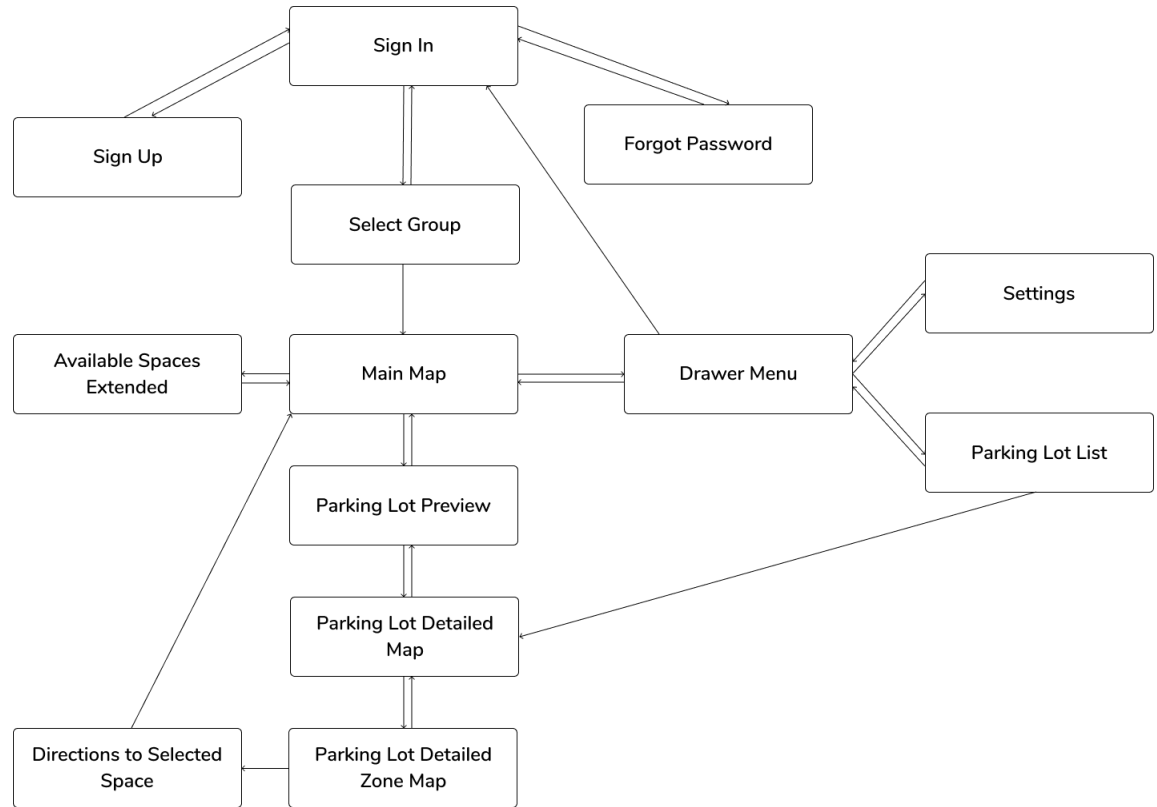 Sign In
Sign Up
Forgot Password
Select Group
Settings
Available Spaces
Extended
Main Map
Drawer Menu
Parking Lot List
Parking Lot Preview
Parking Lot Detailed
Map
Directions to Selected
Space
Parking Lot Detailed
Zone Map